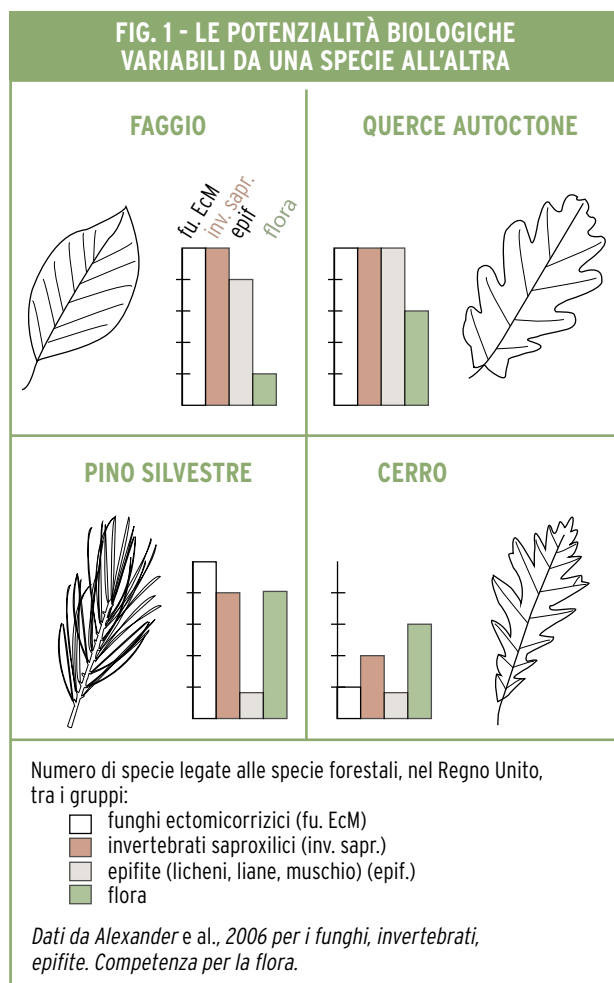 FIG. 1 - LE POTENZIALITÀ BIOLOGICHE
VARIABILI DA UNA SPECIE ALL'ALTRA
FAGGIO
fu. EcM
inv. sapr.
epif
flora
QUERCE AUTOCTONE
PINO SILVESTRE
CERRO
Numero di specie legate alle specie forestali, nel Regno Unito,
tra i gruppi:
funghi ectomicorrizici (fu. EcM)
invertebrati saproxilici (inv. sapr.)
epifite (licheni, liane, muschio) (epif.)
flora
Dati da Alexander e al., 2006 per i funghi, invertebrati,
epifite. Competenza per la flora.